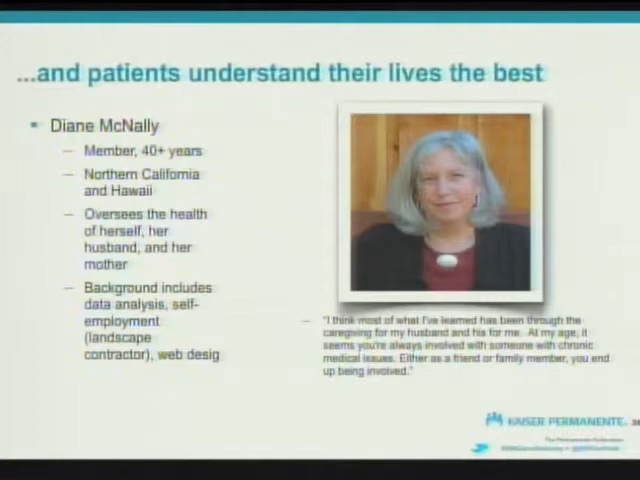 ...and patients understand their lives the best
Diane McNally
Member, 40+ years
Northern California
and Hawaii
Oversees the health
of herself, her
husband, and her
mother
Background includes
data analysis, self-
employment
(landscape
contractor), web desig
"I think most of what I've learned has been through the
caregiving for my husband and his for me. At my age, it
seems you're always involved with someone with chronic
medical issues. Either as a friend or family member, you end
up being involved."
KAISER PERMANENTE.